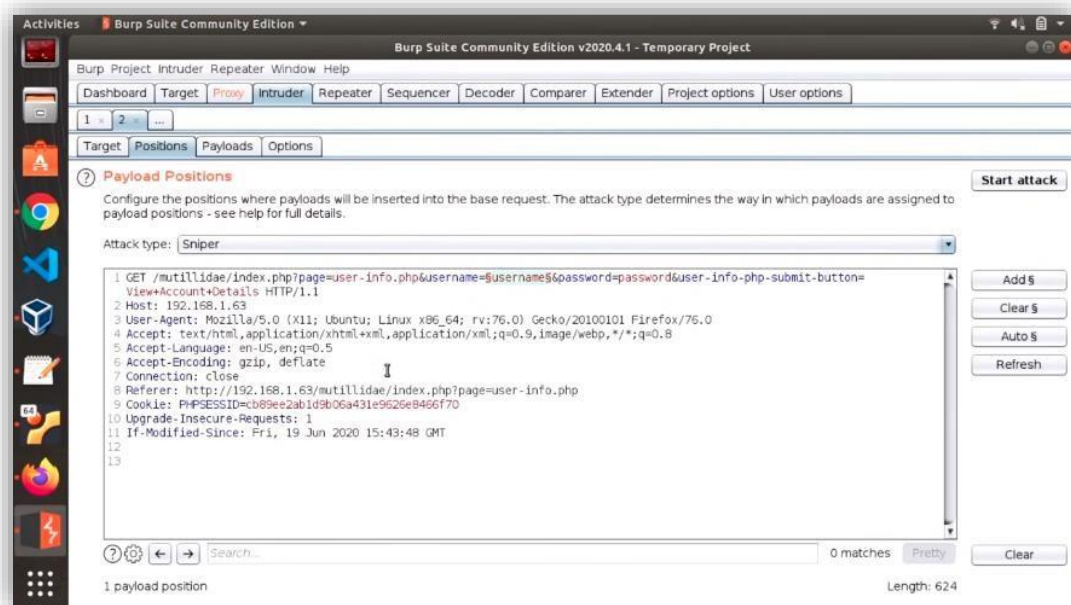 Activities Burp Suite Community Edition
Burp Suite Community Edition v2020.4.1 - Temporary Project
Burp Project Intruder Repeater Window Help
Dashboard Target Proxy Intruder Repeater Sequencer Decoder Comparer Extender Project options User options
1 × 2 × ...
Target Positions Payloads Options
? Payload Positions
Start attack
Configure the positions where payloads will be inserted into the base request. The attack type determines the way in which payloads are assigned to
payload positions - see help for full details.
Attack type: Sniper
1 GET /mutillidae/index.php?page=user-info.php&username=§username§&password=password&user-info-php-submit-button=
View+Account+Details HTTP/1.1
2 Host: 192.168.1.63
3 User-Agent: Mozilla/5.0 (X11; Ubuntu; Linux x86_64; rv:76.0) Gecko/20100101 Firefox/76.0
4 Accept: text/html,application/xhtml+xml,application/xml;q=0.9,image/webp,*/*;q=0.8
5 Accept-Language: en-US,en;q=0.5
6 Accept-Encoding: gzip, deflate
7 Connection: close
8 Referer: http://192.168.1.63/mutillidae/index.php?page=user-info.php
9 Cookie: PHPSESSID=cb89ee2ab1d9b06a431e9626e8466f70
10 Upgrade-Insecure-Requests: 1
11 If-Modified-Since: Fri, 19 Jun 2020 15:43:48 GMT
12
13
Add §
Clear §
Auto §
Refresh
64
? Search... 0 matches Pretty Clear
1 payload position Length: 624